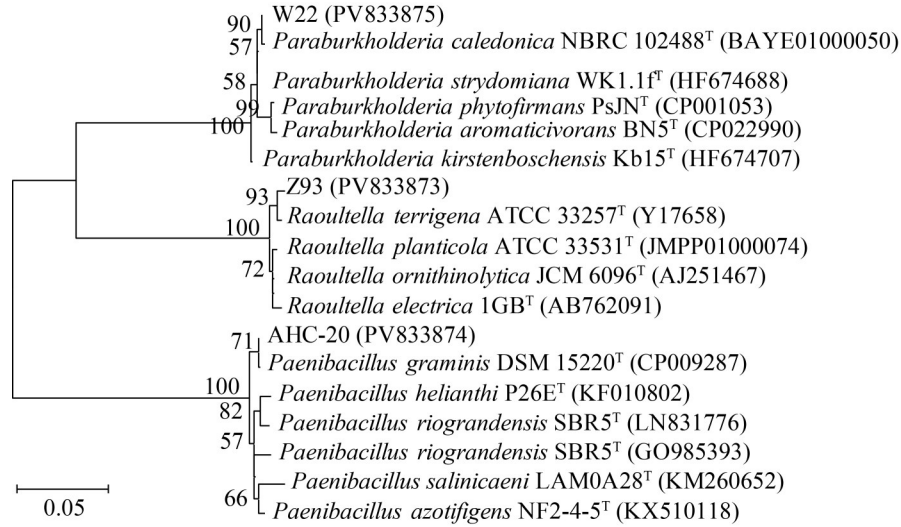 W22 (PV833875)
90
57
Paraburkholderia caledonica NBRC 102488ᵀ (BAYE01000050)
58
Paraburkholderia strydomiana WK1.1fᵀ (HF674688)
99
Paraburkholderia phytofirmans PsJNᵀ (CP001053)
100
Paraburkholderia aromaticivorans BN5ᵀ (CP022990)
Paraburkholderia kirstenboschensis Kb15ᵀ (HF674707)
Z93 (PV833873)
93
Raoultella terrigena ATCC 33257ᵀ (Y17658)
100
Raoultella planticola ATCC 33531ᵀ (JMPP01000074)
72
Raoultella ornithinolytica JCM 6096ᵀ (AJ251467)
Raoultella electrica 1GBᵀ (AB762091)
71
AHC-20 (PV833874)
Paenibacillus graminis DSM 15220ᵀ (CP009287)
100
Paenibacillus helianthi P26Eᵀ (KF010802)
82
Paenibacillus riograndensis SBR5ᵀ (LN831776)
57
Paenibacillus riograndensis SBR5ᵀ (GO985393)
Paenibacillus salinicaeni LAM0A28ᵀ (KM260652)
66
Paenibacillus azotifigens NF2-4-5ᵀ (KX510118)
0.05